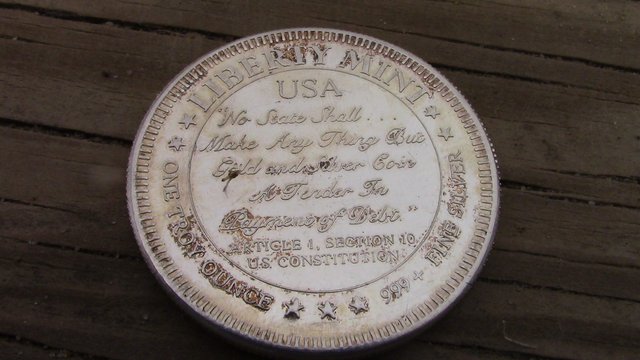 LIBERTY MINT
USA
"No State Shall . . .
Make Any Thing But
Gold and Silver Coin
A Tender In
Payment of Debt."
ARTICLE 1, SECTION 10
U.S. CONSTITUTION
ONE TROY OUNCE
999+ FINE SILVER